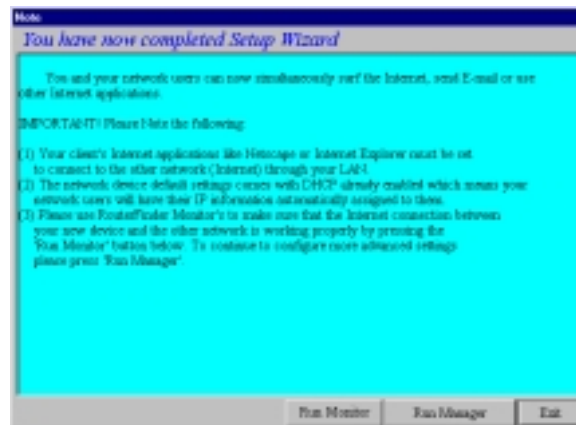 Note
You have now completed Setup Wizard
You and your network users can now simultaneously surf the Internet, send E-mail or use
other Internet applications.
IMPORTANT! Please Note the following:
(1) Your client's Internet applications like Netscape or Internet Explorer must be set
to connect to the other network (Internet) through your LAN.
(2) The network device default settings comes with DHCP already enabled which means your
network users will have their IP information automatically assigned to them.
(3) Please use RouterFinder Monitor's to make sure that the Internet connection between
your new device and the other network is working properly by pressing the
'Run Monitor' button below. To continue to configure more advanced settings
please press 'Run Manager'.
Run Monitor Run Manager Exit